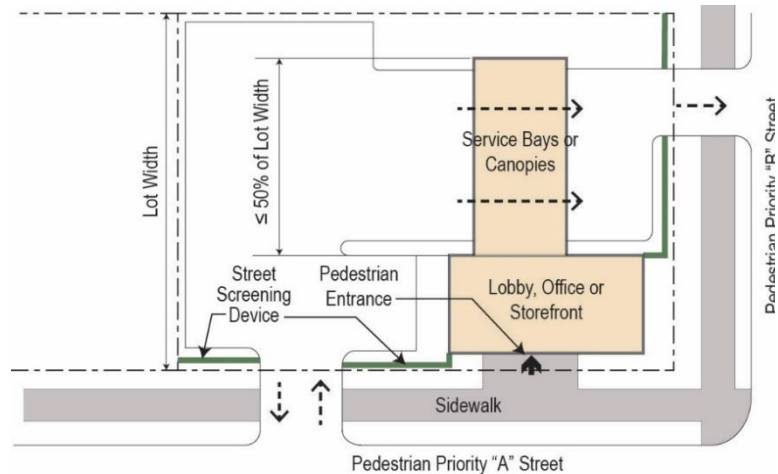 Lot Width
≤ 50% of Lot Width
Service Bays or
Canopies
Pedestrian Priority "B" Street
Street
Screening
Device
Pedestrian
Entrance
Lobby, Office or
Storefront
Sidewalk
Pedestrian Priority "A" Street